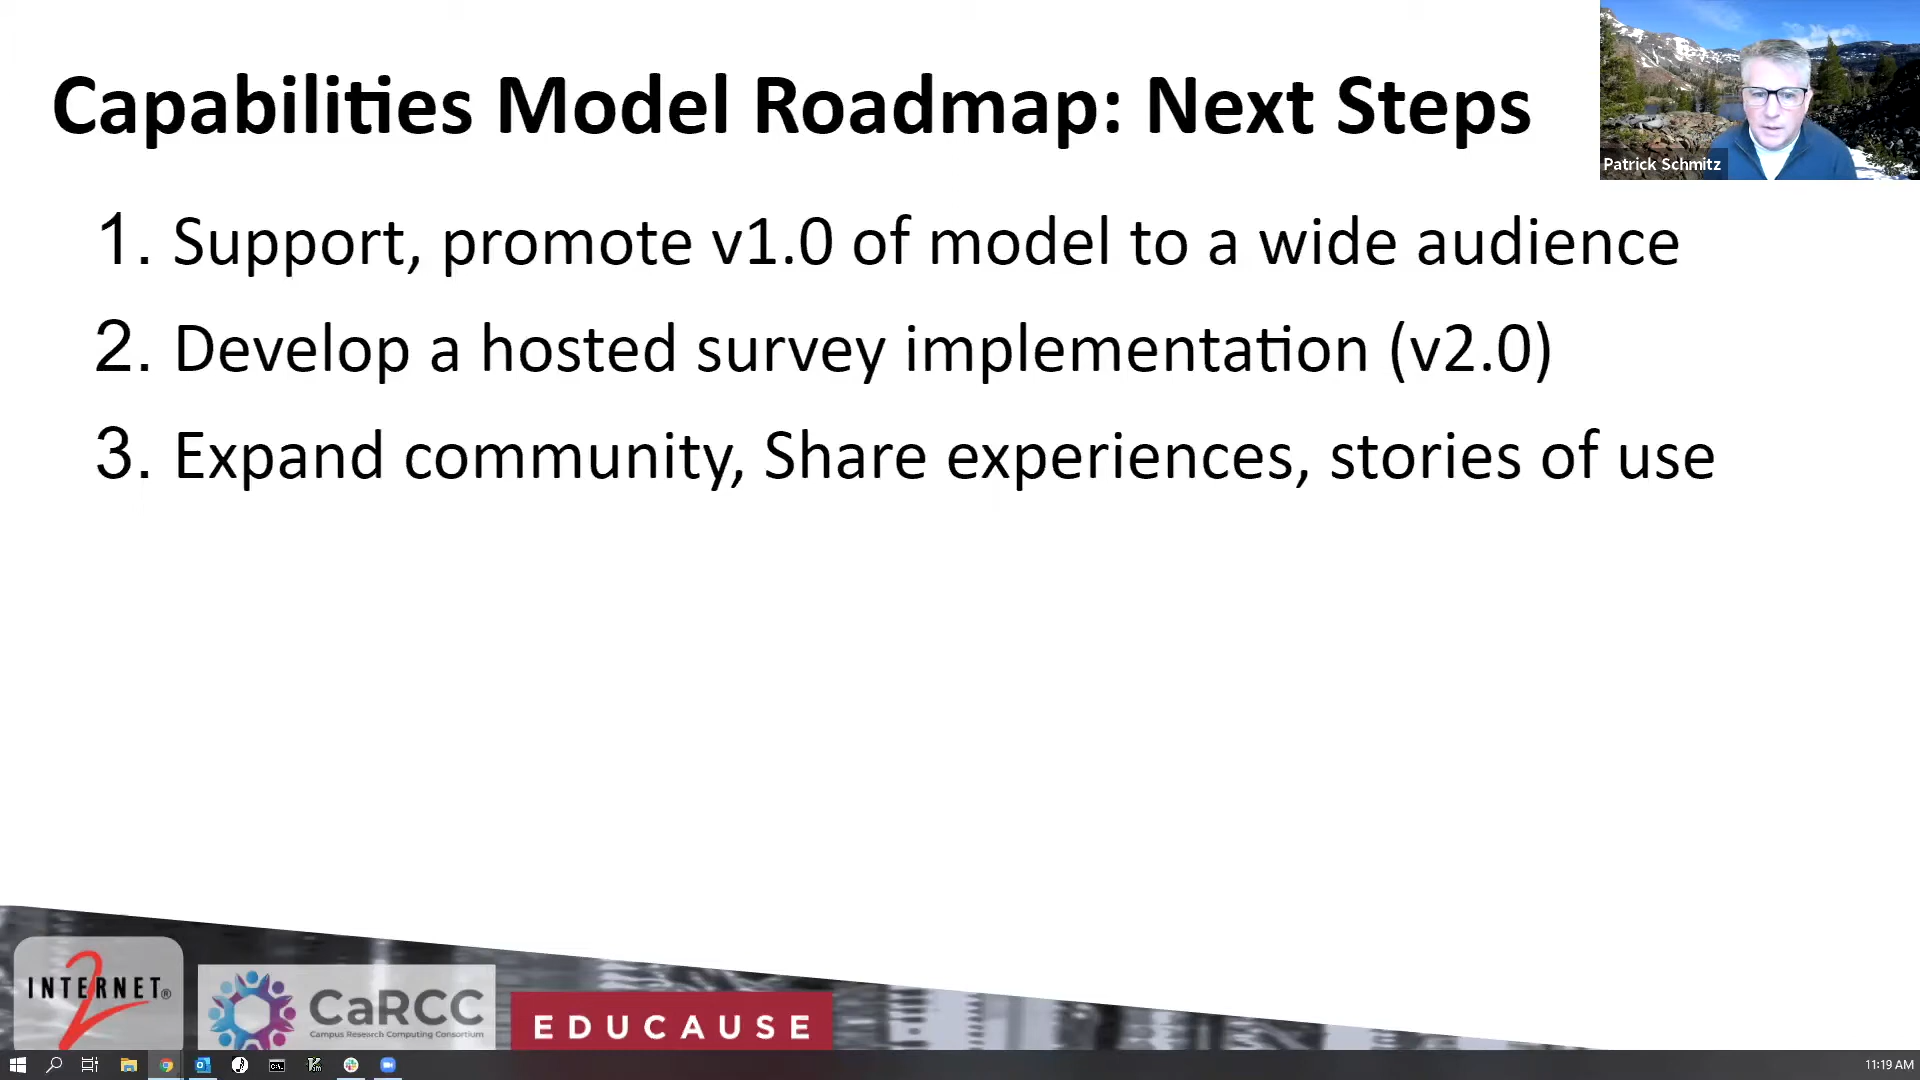 Capabilities Model Roadmap: Next Steps
Patrick Schmitz
1. Support, promote v1.0 of model to a wide audience
2. Develop a hosted survey implementation (v2.0)
3. Expand community, Share experiences, stories of use
INTERNET®
2
CaRCC
Campus Research Computing Consortium
EDUCAUSE
11:19 AM